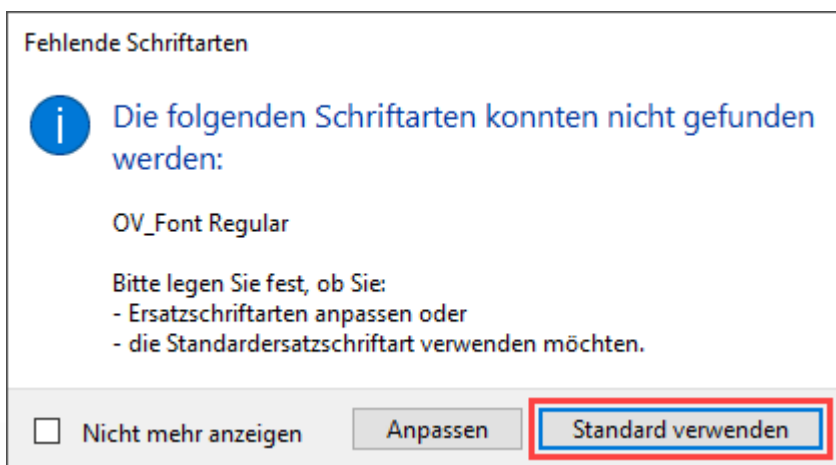 Fehlende Schriftarten
Die folgenden Schriftarten konnten nicht gefunden
werden:
OV_Font Regular
Bitte legen Sie fest, ob Sie:
- Ersatzschriftarten anpassen oder
- die Standardersatzschriftart verwenden möchten.
Nicht mehr anzeigen
Anpassen
Standard verwenden